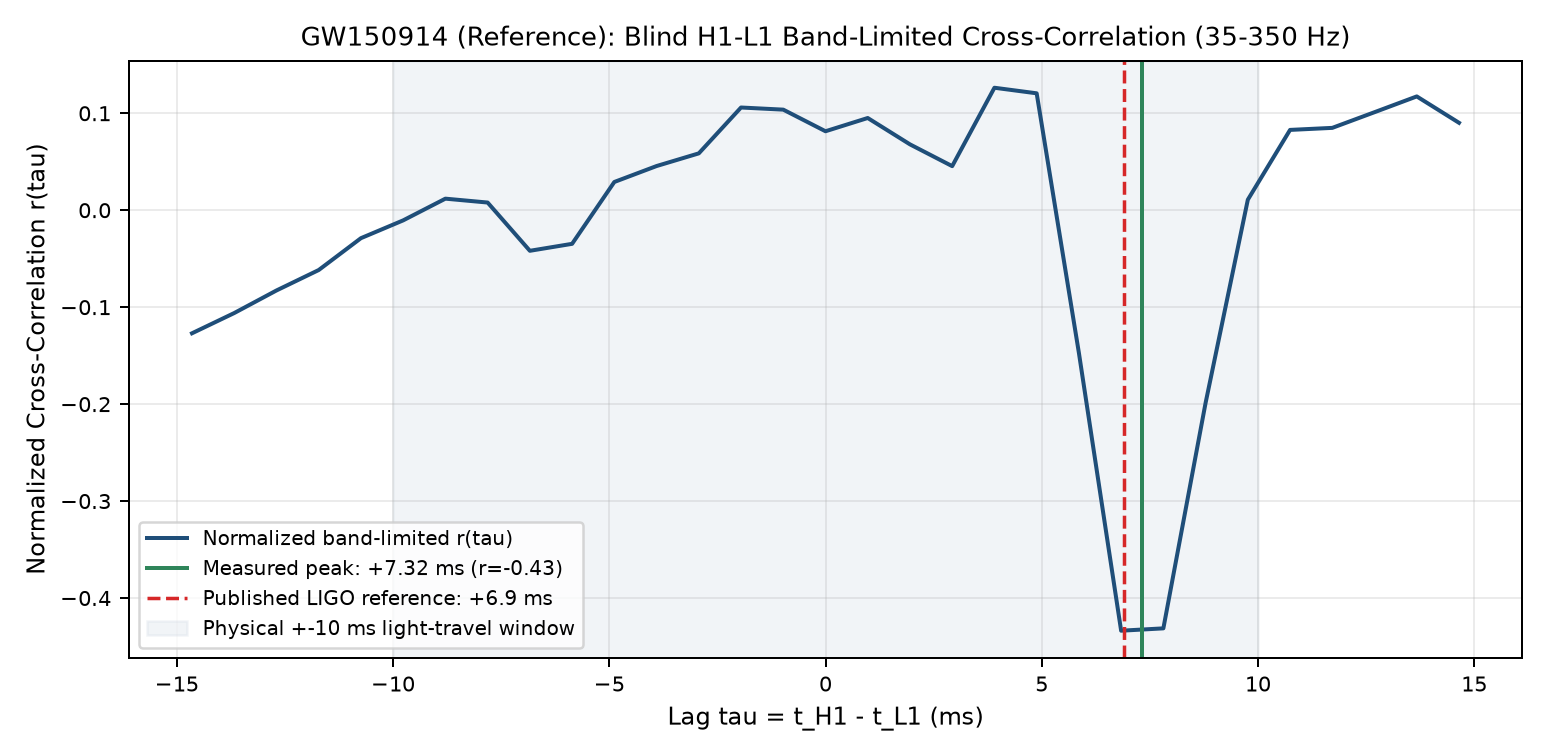 GW150914 (Reference): Blind H1-L1 Band-Limited Cross-Correlation (35-350 Hz)
Normalized Cross-Correlation r(tau)
0.1
0.0
−0.1
−0.2
−0.3
−0.4
Normalized band-limited r(tau)
Measured peak: +7.32 ms (r=-0.43)
Published LIGO reference: +6.9 ms
Physical +-10 ms light-travel window
−15
−10
−5
0
5
10
15
Lag tau = t_H1 - t_L1 (ms)